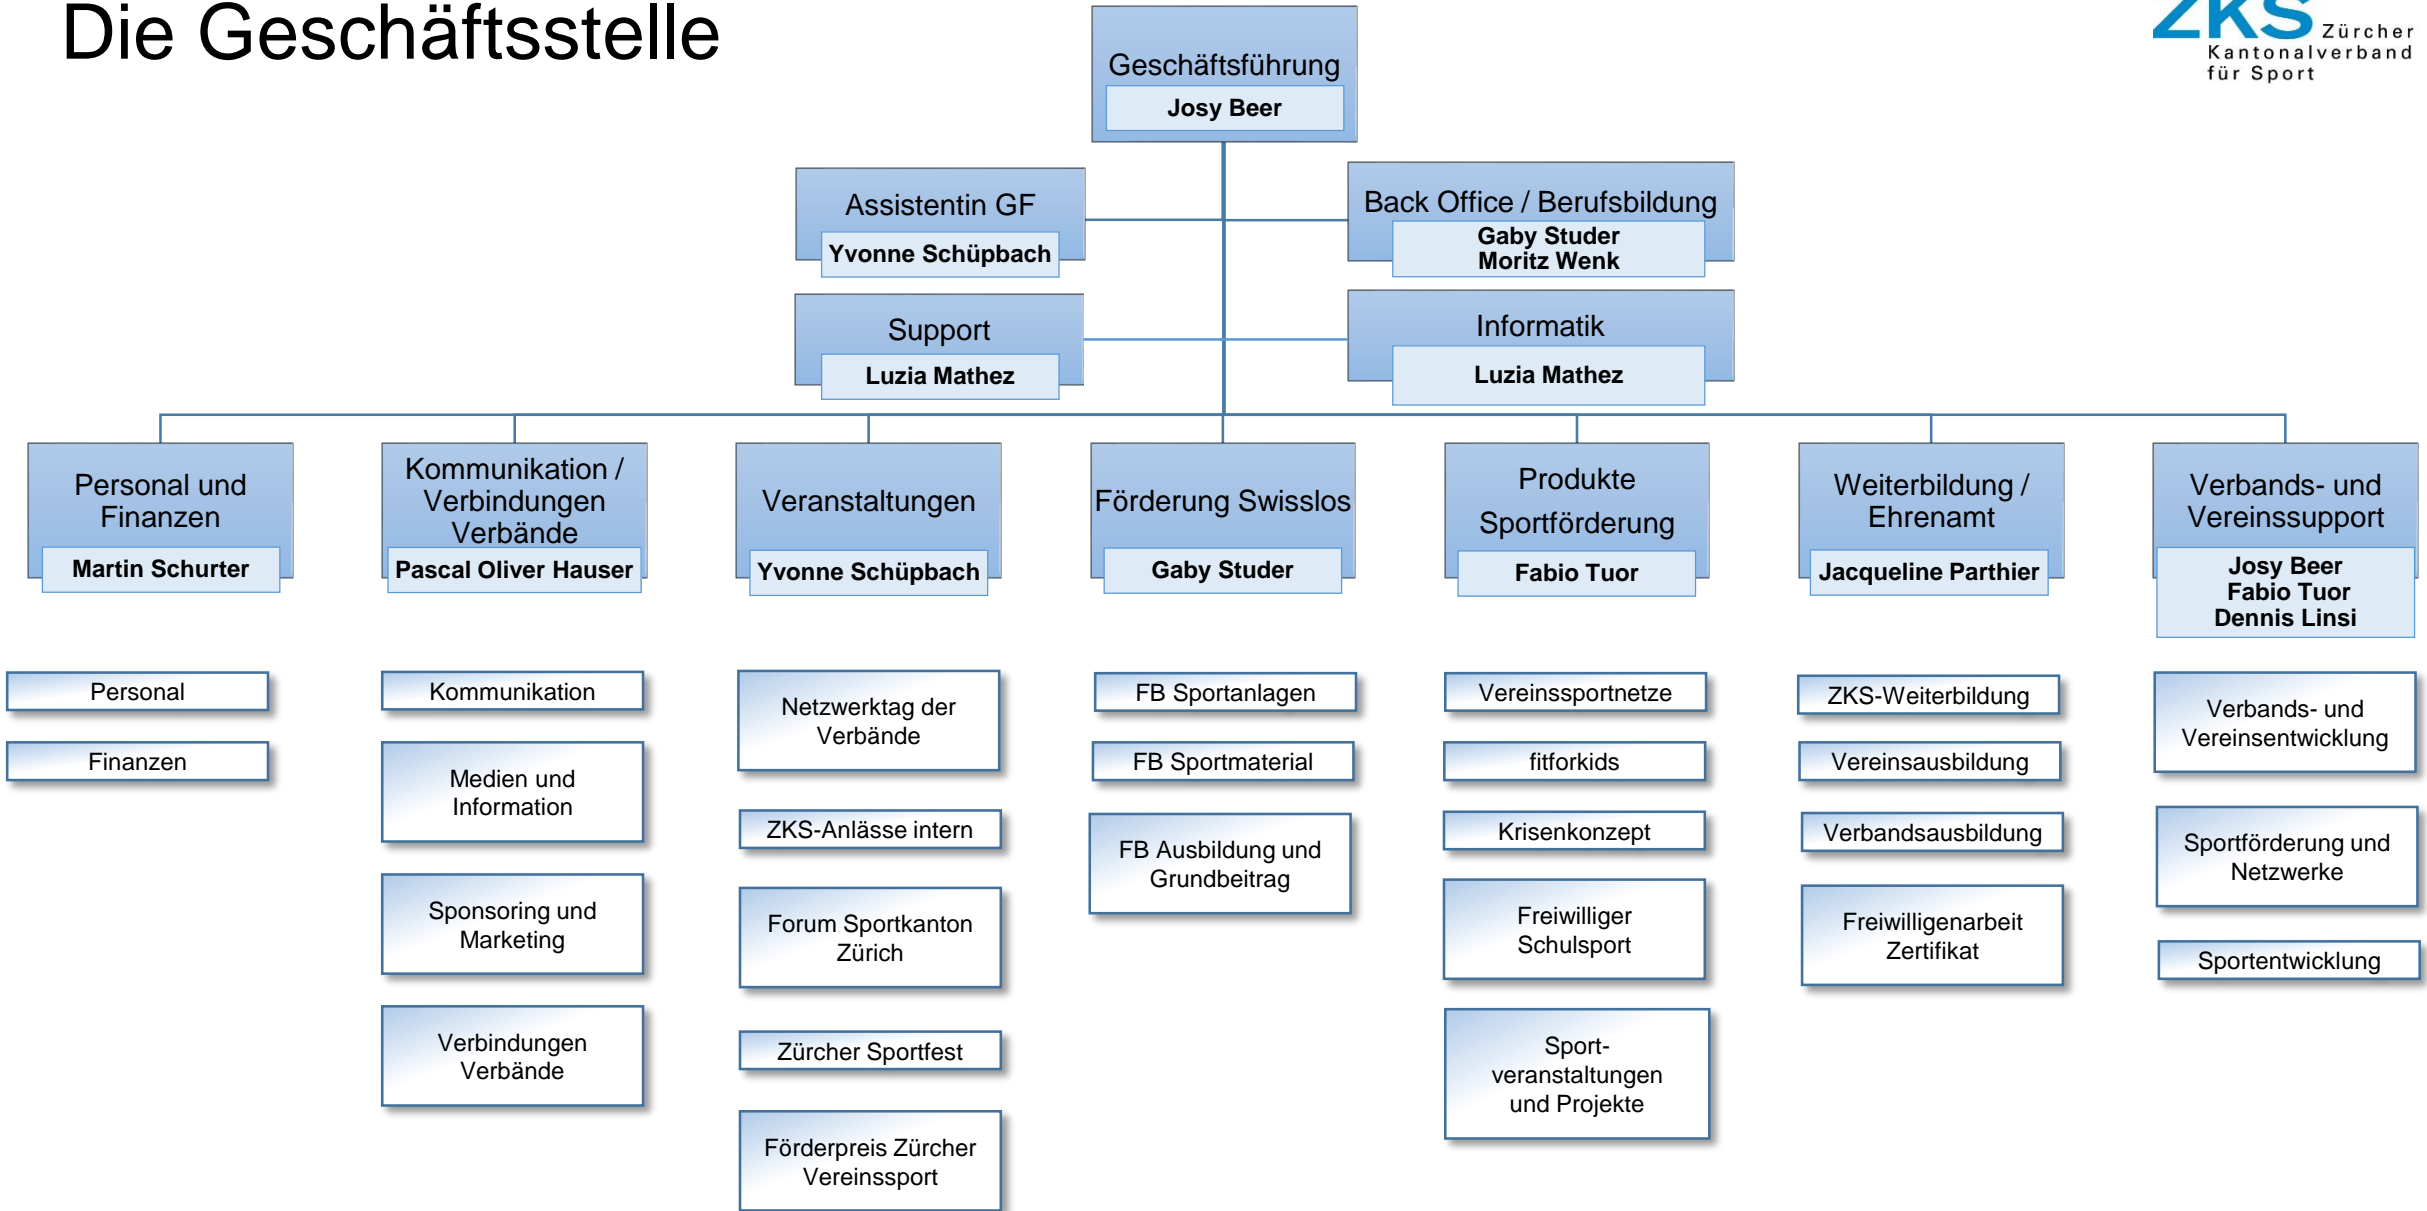 Die Geschäftsstelle
ZKS Zürcher
Kantonalverband
für Sport
Geschäftsführung
Josy Beer
Assistentin GF
Yvonne Schüpbach
Back Office / Berufsbildung
Gaby Studer
Moritz Wenk
Support
Luzia Mathez
Informatik
Luzia Mathez
Personal und
Finanzen
Martin Schurter
Kommunikation /
Verbindungen
Verbände
Pascal Oliver Hauser
Veranstaltungen
Yvonne Schüpbach
Förderung Swisslos
Gaby Studer
Produkte
Sportförderung
Fabio Tuor
Weiterbildung /
Ehrenamt
Jacqueline Parthier
Verbands- und
Vereinssupport
Josy Beer
Fabio Tuor
Dennis Linsi
Personal
Finanzen
Kommunikation
Medien und
Information
Sponsoring und
Marketing
Verbindungen
Verbände
Netzwerktag der
Verbände
ZKS-Anlässe intern
Forum Sportkanton
Zürich
Zürcher Sportfest
Förderpreis Zürcher
Vereinssport
FB Sportanlagen
FB Sportmaterial
FB Ausbildung und
Grundbeitrag
Vereinssportnetze
fitforkids
Krisenkonzept
Freiwilliger
Schulsport
Sport-
veranstaltungen
und Projekte
ZKS-Weiterbildung
Vereinsausbildung
Verbandsausbildung
Freiwilligenarbeit
Zertifikat
Verbands- und
Vereinsentwicklung
Sportförderung und
Netzwerke
Sportentwicklung